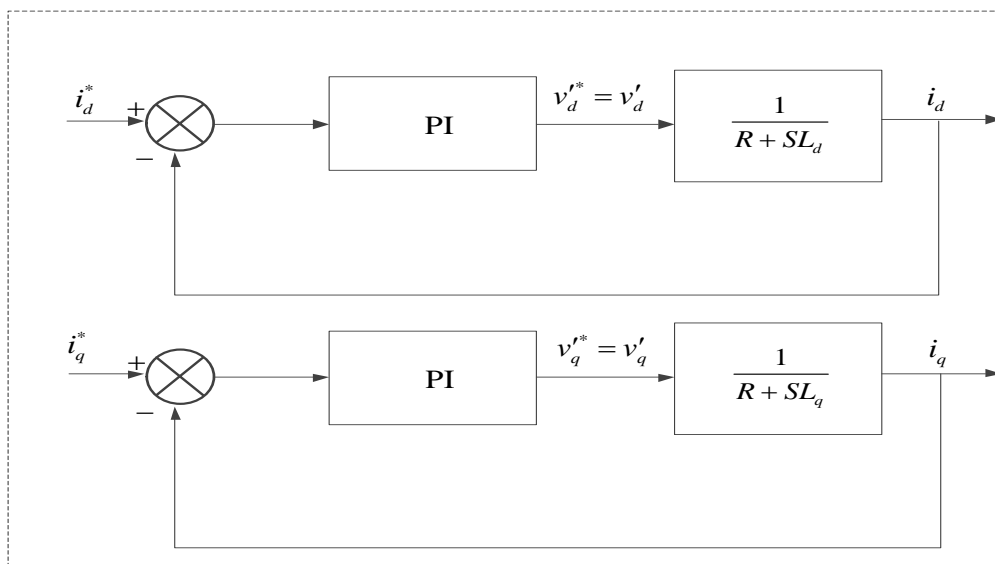 i_d^* + − PI v_d'^* = v_d' 1 / (R + SL_d) i_d
i_q^* + − PI v_q'^* = v_q' 1 / (R + SL_q) i_q